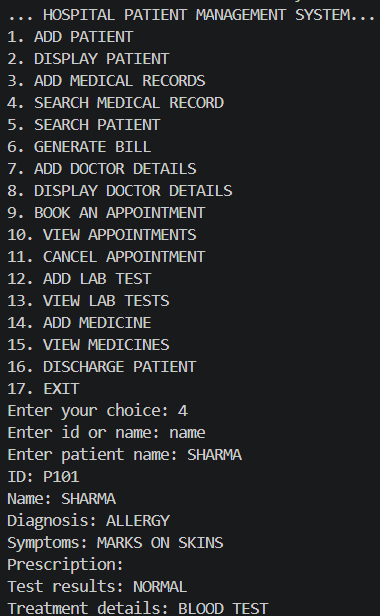 ... HOSPITAL PATIENT MANAGEMENT SYSTEM...
1. ADD PATIENT
2. DISPLAY PATIENT
3. ADD MEDICAL RECORDS
4. SEARCH MEDICAL RECORD
5. SEARCH PATIENT
6. GENERATE BILL
7. ADD DOCTOR DETAILS
8. DISPLAY DOCTOR DETAILS
9. BOOK AN APPOINTMENT
10. VIEW APPOINTMENTS
11. CANCEL APPOINTMENT
12. ADD LAB TEST
13. VIEW LAB TESTS
14. ADD MEDICINE
15. VIEW MEDICINES
16. DISCHARGE PATIENT
17. EXIT
Enter your choice: 4
Enter id or name: name
Enter patient name: SHARMA
ID: P101
Name: SHARMA
Diagnosis: ALLERGY
Symptoms: MARKS ON SKINS
Prescription:
Test results: NORMAL
Treatment details: BLOOD TEST